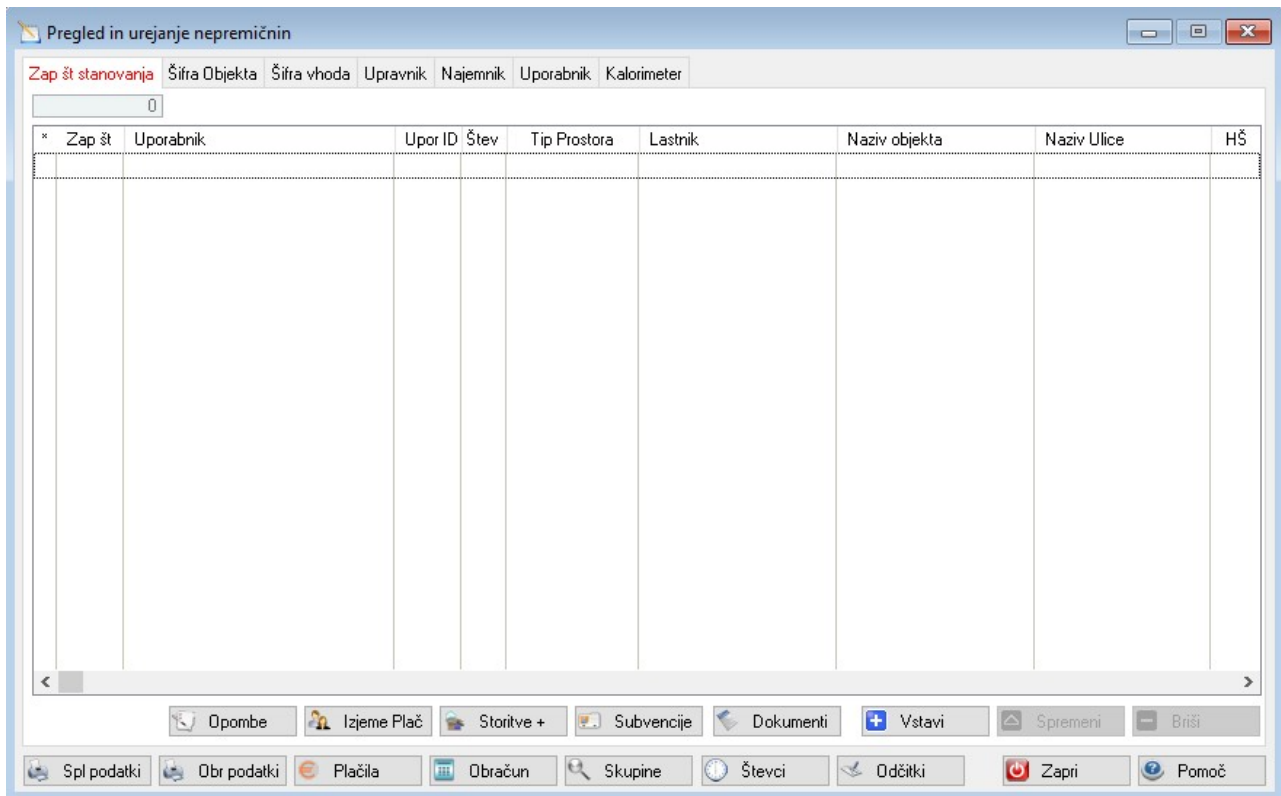 Pregled in urejanje nepremičnin
Zap št stanovanja Šifra Objekta Šifra vhoda Upravnik Najemnik Uporabnik Kalorimeter
0
* Zap št Uporabnik Upor ID Štev Tip Prostora Lastnik Naziv objekta Naziv Ulice HŠ
Opombe Izjeme Plač Storitve + Subvencije Dokumenti Vstavi Spremeni Briši
Spl podatki Obr podatki Plačila Obračun Skupine Števci Odčitki Zapri Pomoč